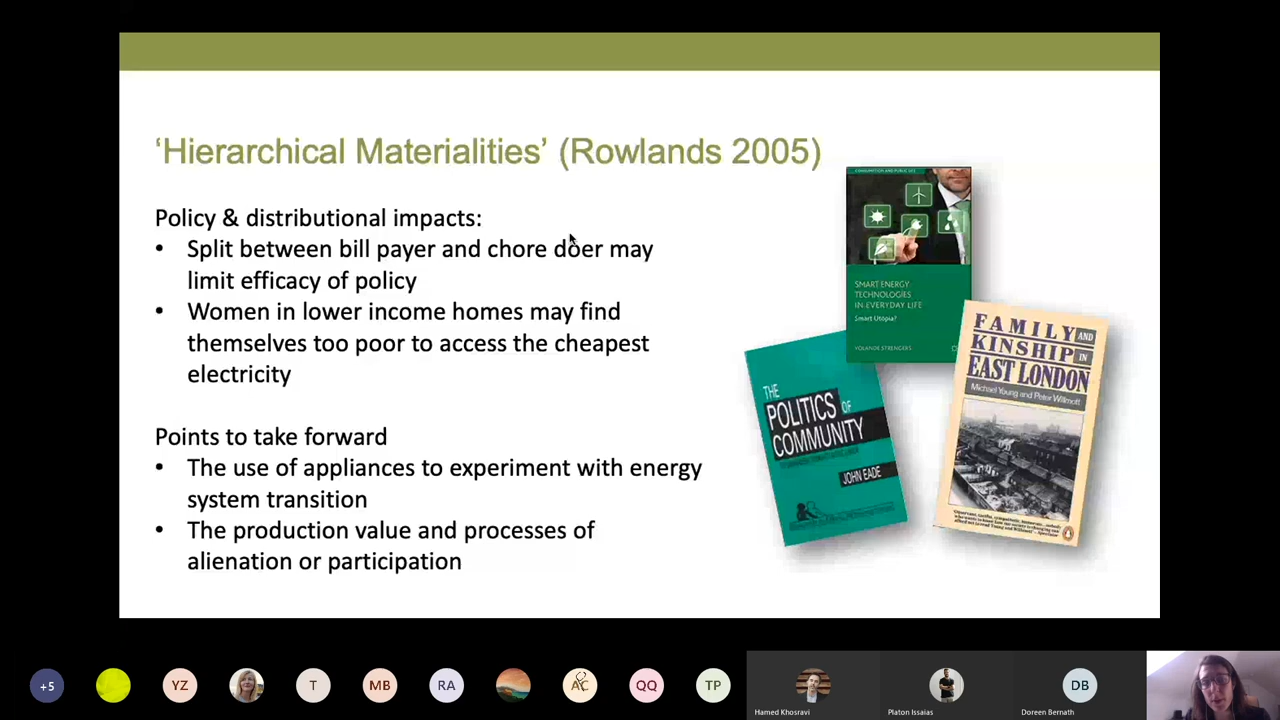 ‘Hierarchical Materialities’ (Rowlands 2005)
Policy & distributional impacts:
• Split between bill payer and chore doer may
limit efficacy of policy
• Women in lower income homes may find
themselves too poor to access the cheapest
electricity
Points to take forward
• The use of appliances to experiment with energy
system transition
• The production value and processes of
alienation or participation
SMART ENERGY
TECHNOLOGIES
IN EVERYDAY LIFE
Smart Utopia?
YOLANDE STRENGERS
THE
POLITICS OF
COMMUNITY
JOHN EADE
FAMILY AND
KINSHIP IN
EAST LONDON
Michael Young and Peter Willmott
+5
YZ
T
MB
RA
AC
QQ
TP
DB
Hamed Khosravi
Platon Issaias
Doreen Bernath